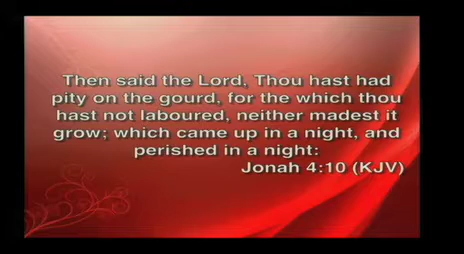 Then said the Lord, Thou hast had
pity on the gourd, for the which thou
hast not laboured, neither madest it
grow; which came up in a night, and
perished in a night:
Jonah 4:10 (KJV)